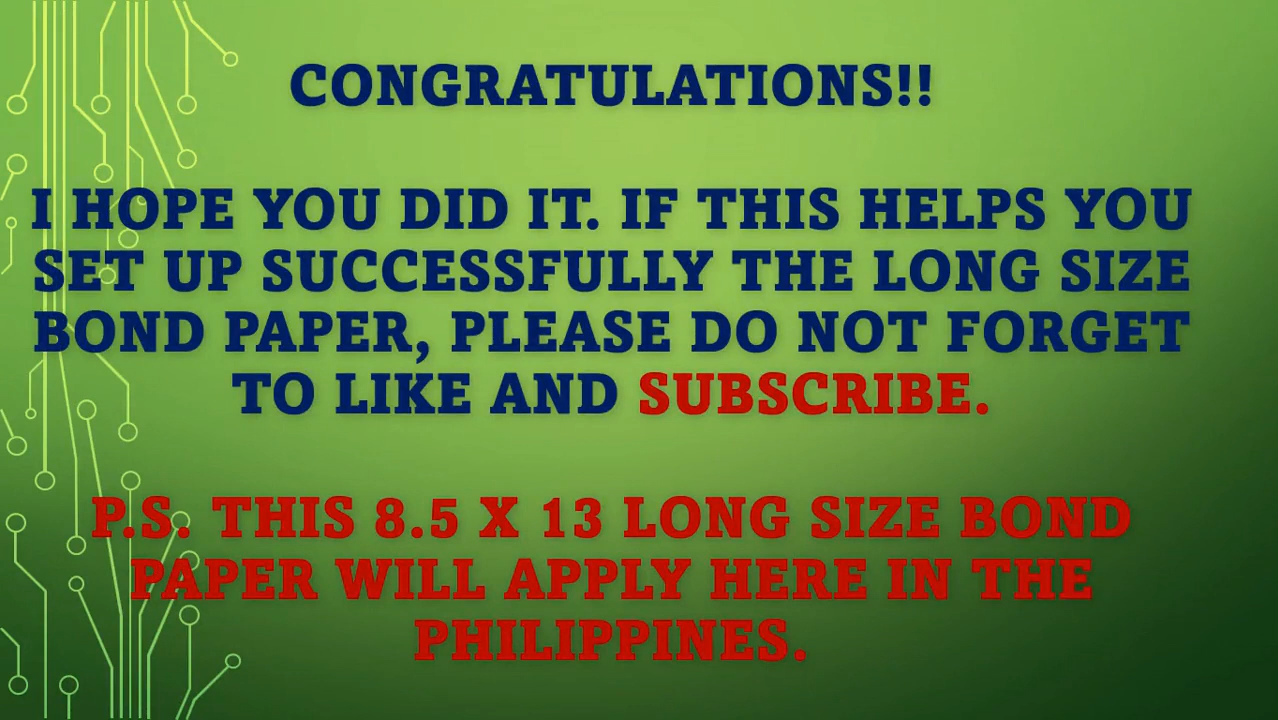 CONGRATULATIONS!!
I HOPE YOU DID IT. IF THIS HELPS YOU
SET UP SUCCESSFULLY THE LONG SIZE
BOND PAPER, PLEASE DO NOT FORGET
TO LIKE AND SUBSCRIBE.
P.S. THIS 8.5 X 13 LONG SIZE BOND
PAPER WILL APPLY HERE IN THE
PHILIPPINES.